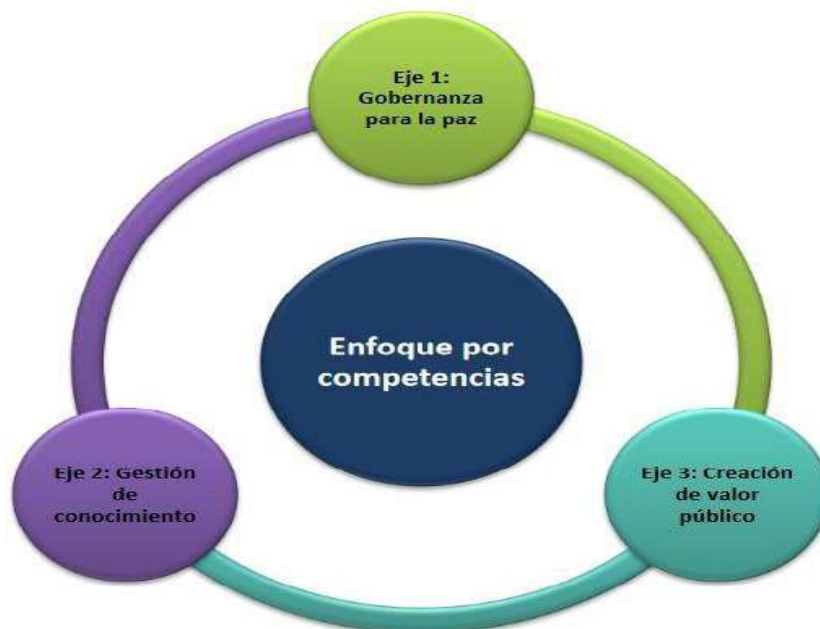 Eje 1:
Gobernanza
para la paz
Enfoque por
competencias
Eje 2: Gestión
de
conocimiento
Eje 3: Creación
de valor
público